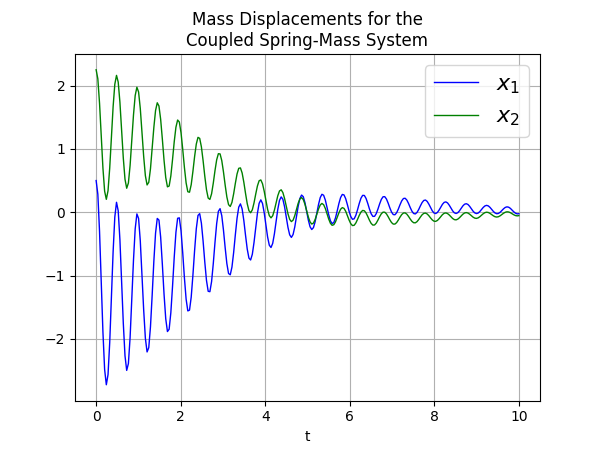 Mass Displacements for the
Coupled Spring-Mass System
x₁
x₂
2
1
0
−1
−2
0 2 4 6 8 10
t